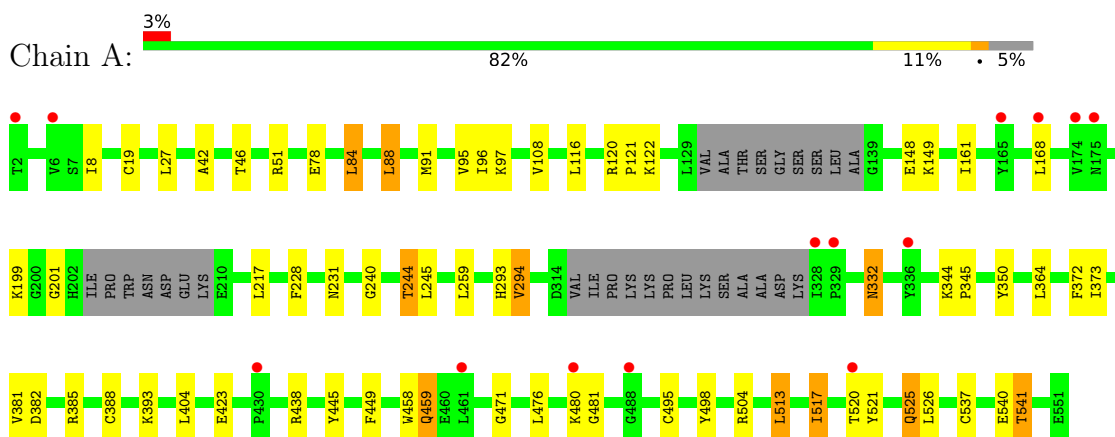 3%
Chain A:
82% 11% • 5%
T2 V6 S7 I8 C19 L27 A42 T46 R51 E78 L84 L88 M91 V95 I96 K97 V108 L116 R120 P121 K122 L129 VAL ALA THR SER GLY SER SER LEU ALA G139 E148 K149 I161 Y165 L168 V174 N175
K199 G200 G201 H202 ILE PRO TRP ASN ASP GLU LYS E210 L217 F228 N231 G240 T244 L245 L259 H293 V294 D314 VAL ILE PRO LYS LYS PRO LEU LYS SER ALA ALA ASP LYS I328 P329 N332 Y336 K344 P345 Y350 L364 F372 I373
V381 D382 R385 C388 K393 L404 E423 P430 R438 Y445 F449 W458 Q459 E460 L461 G471 L476 K480 G481 G488 C495 Y498 R504 L513 I517 T520 Y521 Q525 L526 C537 E540 T541 E551